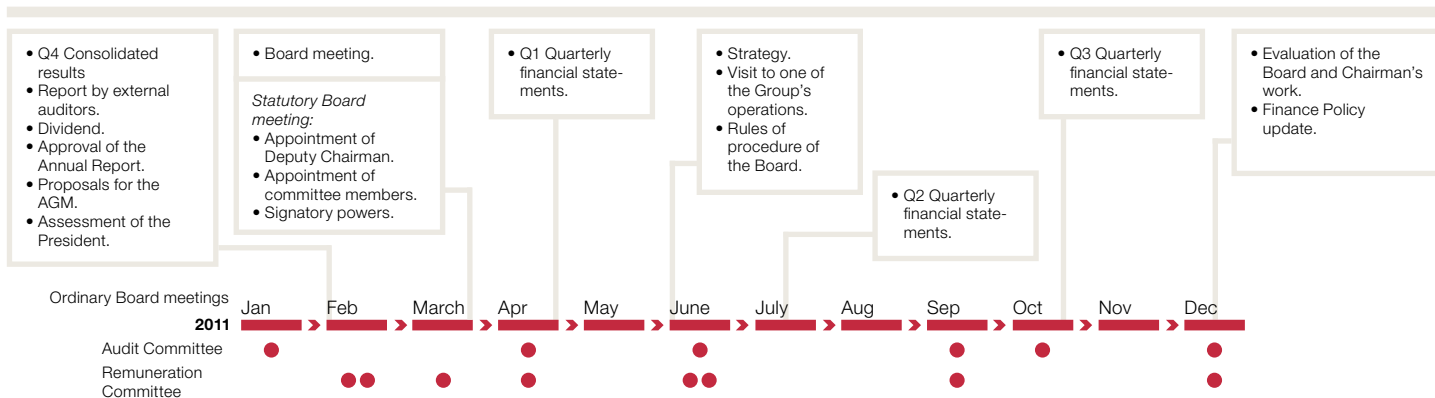 • Q4 Consolidated
results
• Report by external
auditors.
• Dividend.
• Approval of the
Annual Report.
• Proposals for the
AGM.
• Assessment of the
President.
• Board meeting.
Statutory Board
meeting:
• Appointment of
Deputy Chairman.
• Appointment of
committee members.
• Signatory powers.
• Q1 Quarterly
financial state-
ments.
• Strategy.
• Visit to one of
the Group’s
operations.
• Rules of
procedure of
the Board.
• Q2 Quarterly
financial state-
ments.
• Q3 Quarterly
financial state-
ments.
• Evaluation of the
Board and Chairman’s
work.
• Finance Policy
update.
Ordinary Board meetings Jan Feb March Apr May June July Aug Sep Oct Nov Dec
2011
Audit Committee
Remuneration
Committee